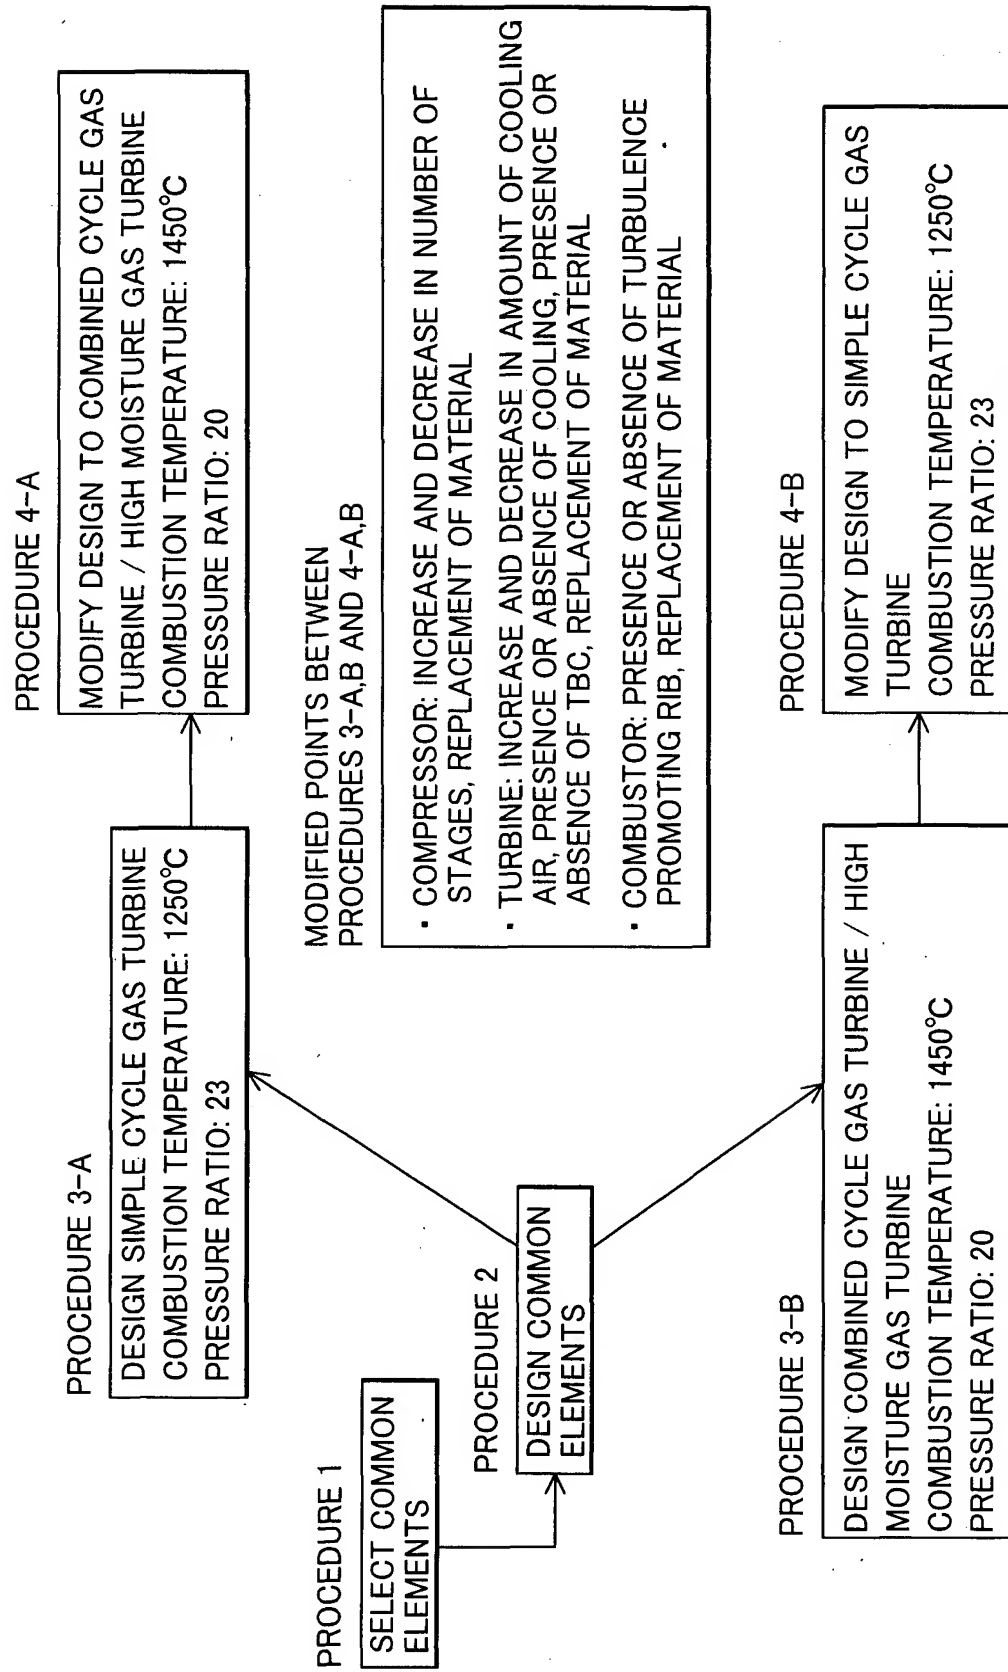 PROCEDURE 1
SELECT COMMON
ELEMENTS
PROCEDURE 2
DESIGN COMMON
ELEMENTS
PROCEDURE 3-A
DESIGN SIMPLE CYCLE GAS TURBINE
COMBUSTION TEMPERATURE: 1250°C
PRESSURE RATIO: 23
PROCEDURE 4-A
MODIFY DESIGN TO COMBINED CYCLE GAS
TURBINE / HIGH MOISTURE GAS TURBINE
COMBUSTION TEMPERATURE: 1450°C
PRESSURE RATIO: 20
MODIFIED POINTS BETWEEN
PROCEDURES 3-A,B AND 4-A,B
・COMPRESSOR: INCREASE AND DECREASE IN NUMBER OF
STAGES, REPLACEMENT OF MATERIAL
・TURBINE: INCREASE AND DECREASE IN AMOUNT OF COOLING
AIR, PRESENCE OR ABSENCE OF COOLING, PRESENCE OR
ABSENCE OF TBC, REPLACEMENT OF MATERIAL
・COMBUSTOR: PRESENCE OR ABSENCE OF TURBULENCE
PROMOTING RIB, REPLACEMENT OF MATERIAL
PROCEDURE 3-B
DESIGN COMBINED CYCLE GAS TURBINE / HIGH
MOISTURE GAS TURBINE
COMBUSTION TEMPERATURE: 1450°C
PRESSURE RATIO: 20
PROCEDURE 4-B
MODIFY DESIGN TO SIMPLE CYCLE GAS
TURBINE
COMBUSTION TEMPERATURE: 1250°C
PRESSURE RATIO: 23